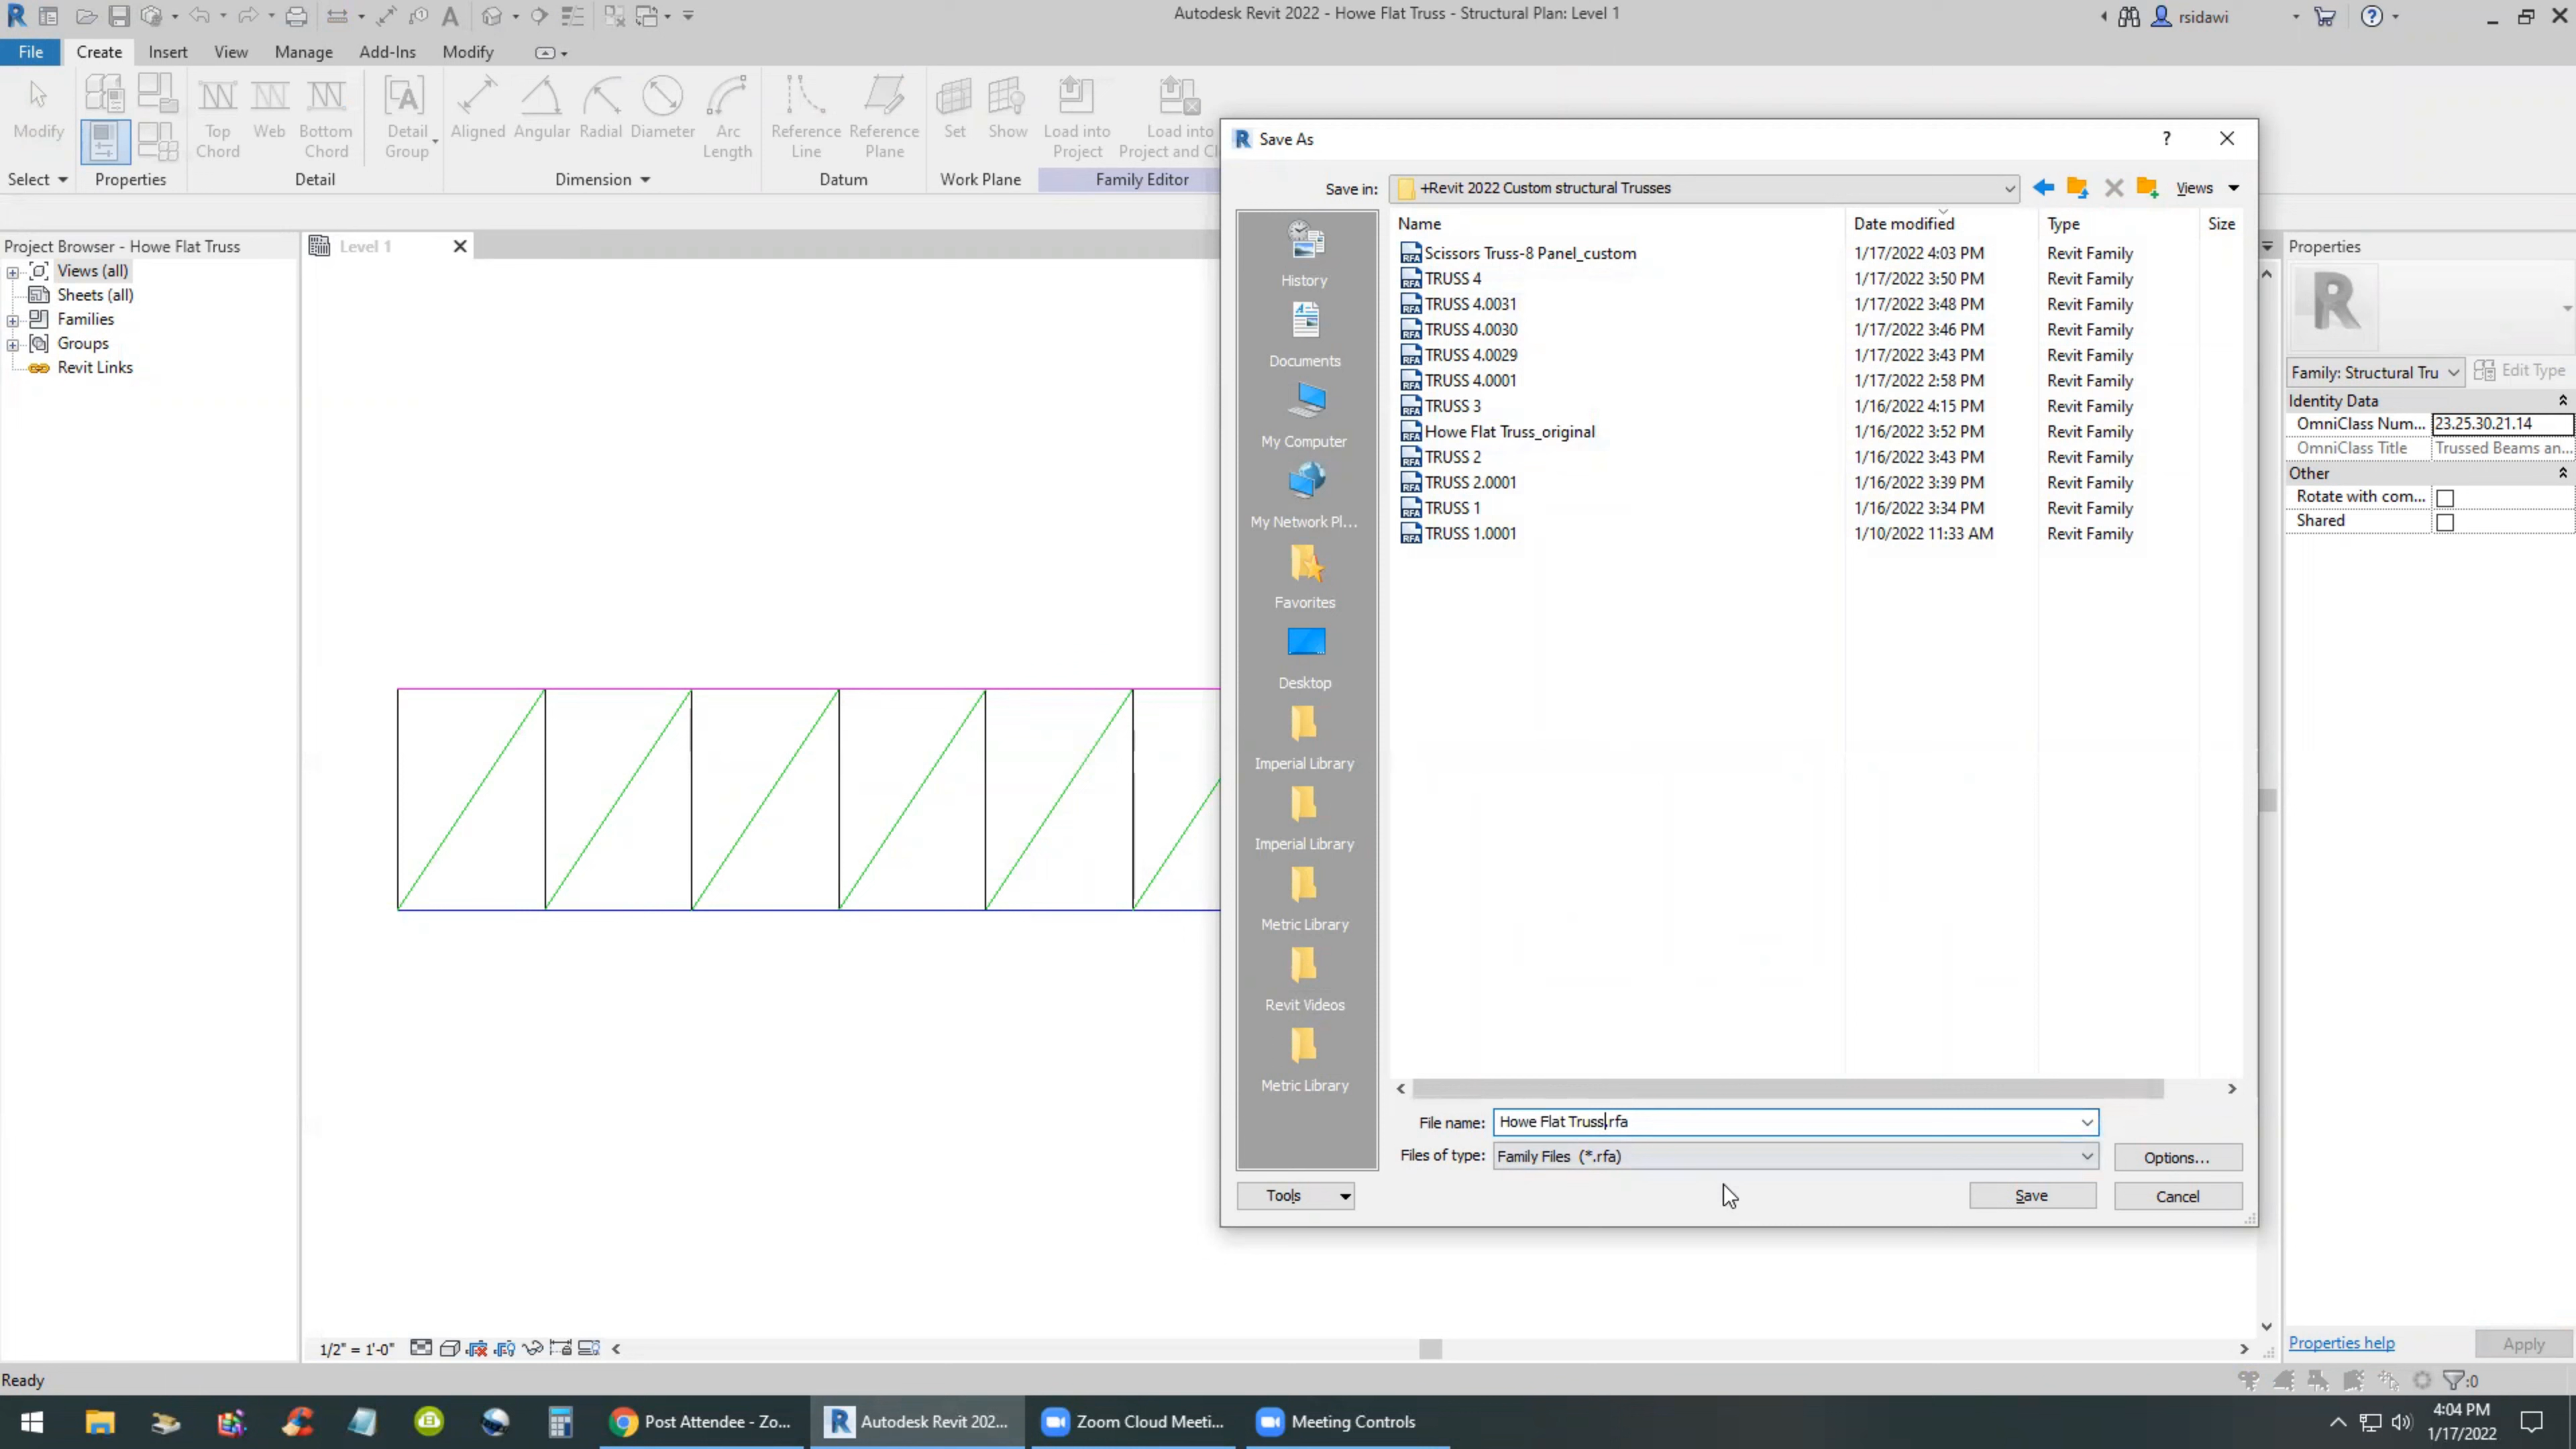 Autodesk Revit 2022 - Howe Flat Truss - Structural Plan: Level 1
rsidawi
File Create Insert View Manage Add-Ins Modify
Modify
Top Chord
Web
Bottom Chord
Detail Group
Aligned
Angular
Radial
Diameter
Arc Length
Reference Line
Reference Plane
Set
Show
Load into Project
Load into Project and Cl
Select Properties Detail Dimension Datum Work Plane Family Editor
Project Browser - Howe Flat Truss
Views (all)
Sheets (all)
Families
Groups
Revit Links
Level 1
Save As
Save in: +Revit 2022 Custom structural Trusses Views
History
Documents
My Computer
My Network Pl...
Favorites
Desktop
Imperial Library
Imperial Library
Metric Library
Revit Videos
Metric Library
Name Date modified Type Size
Scissors Truss-8 Panel_custom 1/17/2022 4:03 PM Revit Family
TRUSS 4 1/17/2022 3:50 PM Revit Family
TRUSS 4.0031 1/17/2022 3:48 PM Revit Family
TRUSS 4.0030 1/17/2022 3:46 PM Revit Family
TRUSS 4.0029 1/17/2022 3:43 PM Revit Family
TRUSS 4.0001 1/17/2022 2:58 PM Revit Family
TRUSS 3 1/16/2022 4:15 PM Revit Family
Howe Flat Truss_original 1/16/2022 3:52 PM Revit Family
TRUSS 2 1/16/2022 3:43 PM Revit Family
TRUSS 2.0001 1/16/2022 3:39 PM Revit Family
TRUSS 1 1/16/2022 3:34 PM Revit Family
TRUSS 1.0001 1/10/2022 11:33 AM Revit Family
File name: Howe Flat Truss.rfa
Files of type: Family Files (*.rfa) Options...
Tools Save Cancel
Properties
Family: Structural Tru Edit Type
Identity Data
OmniClass Num... 23.25.30.21.14
OmniClass Title Trussed Beams an...
Other
Rotate with com...
Shared
Properties help Apply
1/2" = 1'-0"
Ready
:0
Post Attendee - Zo...
Autodesk Revit 202...
Zoom Cloud Meeti...
Meeting Controls
4:04 PM
1/17/2022